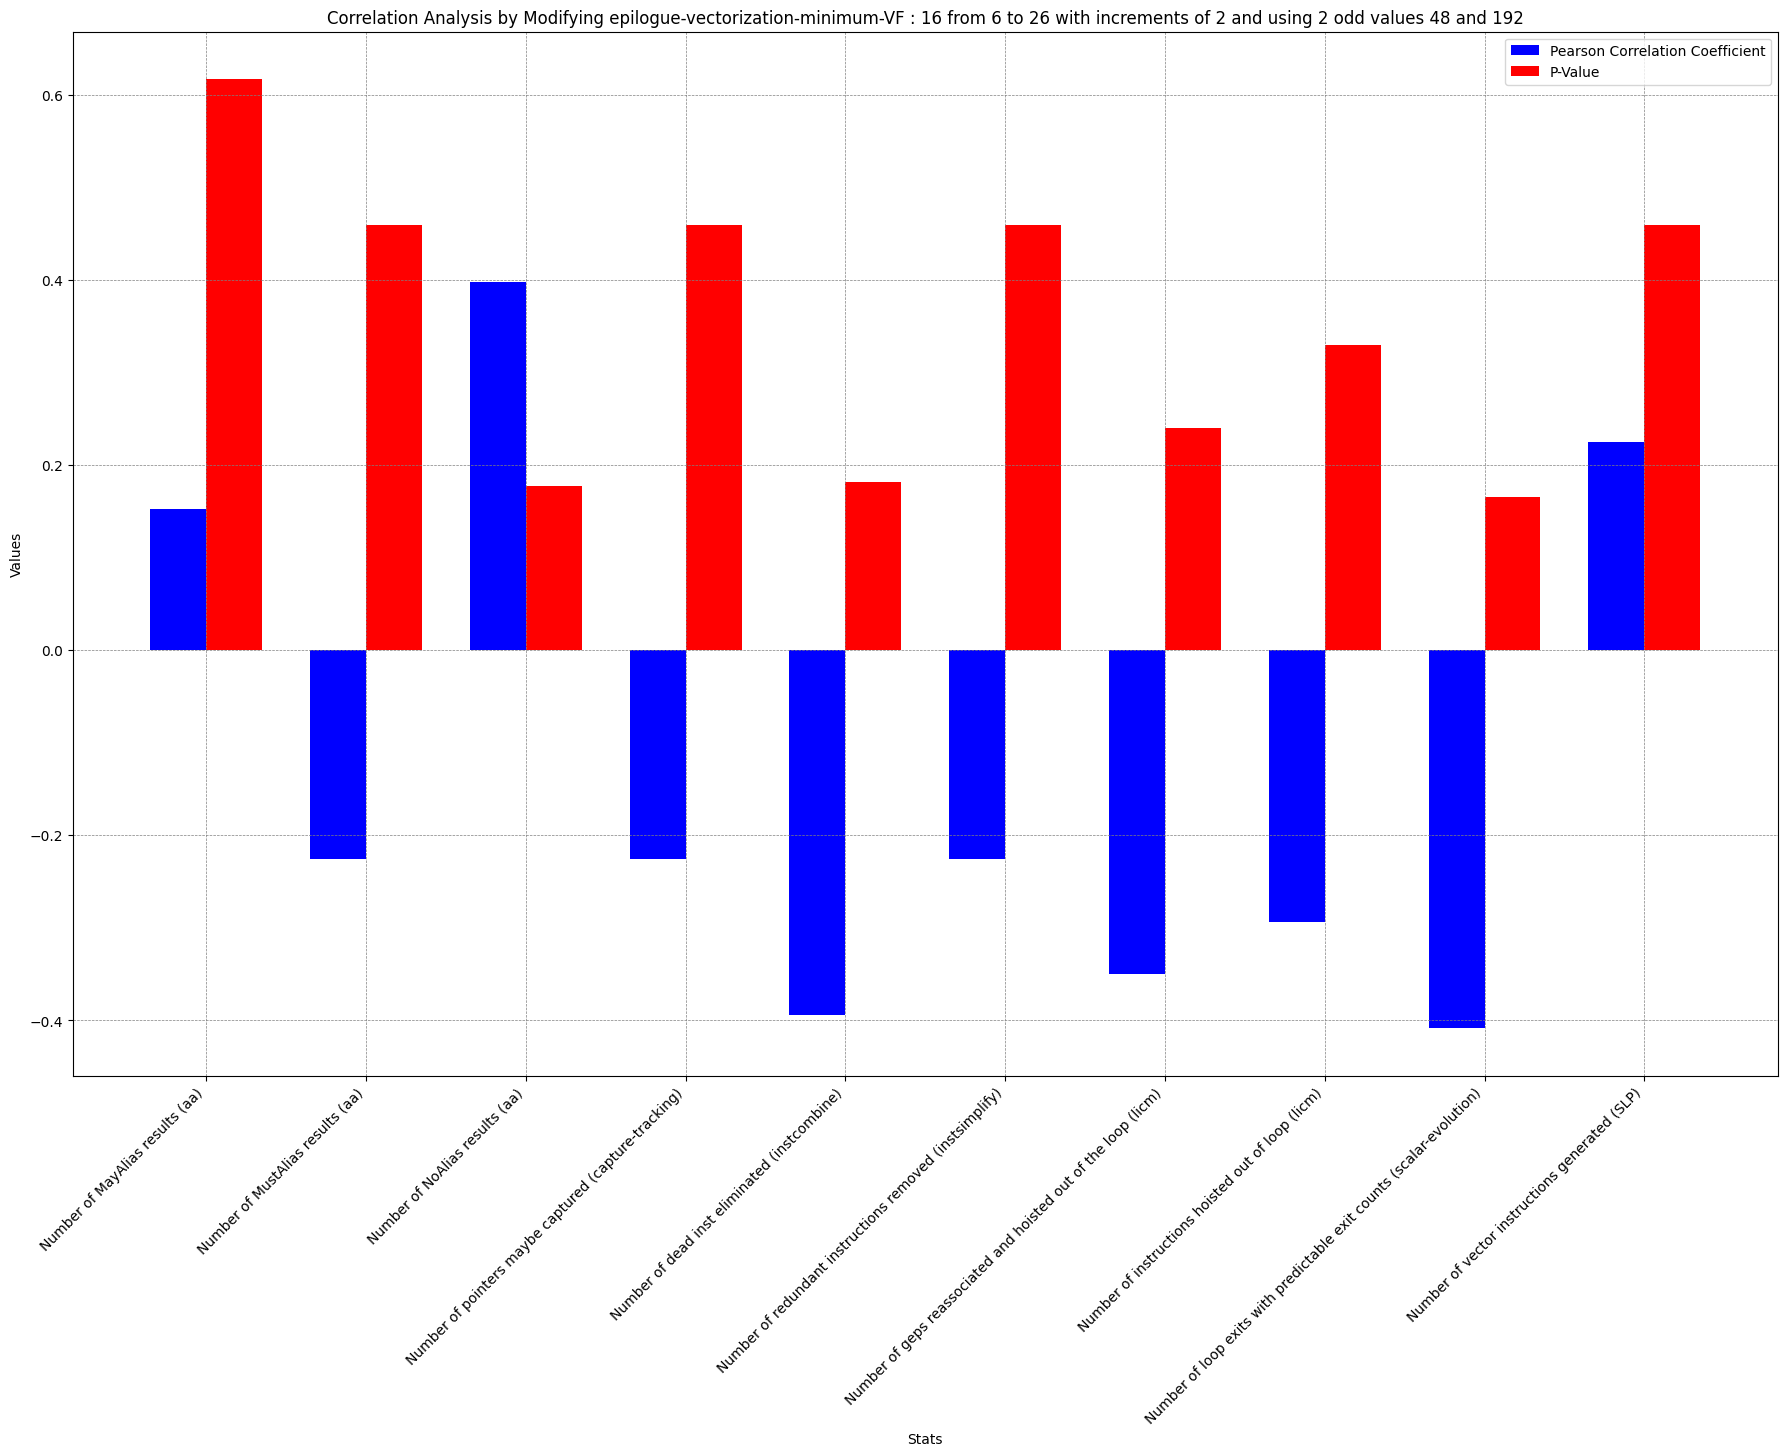 Correlation Analysis by Modifying epilogue-vectorization-minimum-VF : 16 from 6 to 26 with increments of 2 and using 2 odd values 48 and 192
Pearson Correlation Coefficient
P-Value
0.6
0.4
0.2
0.0
−0.2
−0.4
Values
Number of MayAlias results (aa)
Number of MustAlias results (aa)
Number of NoAlias results (aa)
Number of pointers maybe captured (capture-tracking)
Number of dead inst eliminated (instcombine)
Number of redundant instructions removed (instsimplify)
Number of geps reassociated and hoisted out of the loop (licm)
Number of instructions hoisted out of loop (licm)
Number of loop exits with predictable exit counts (scalar-evolution)
Number of vector instructions generated (SLP)
Stats